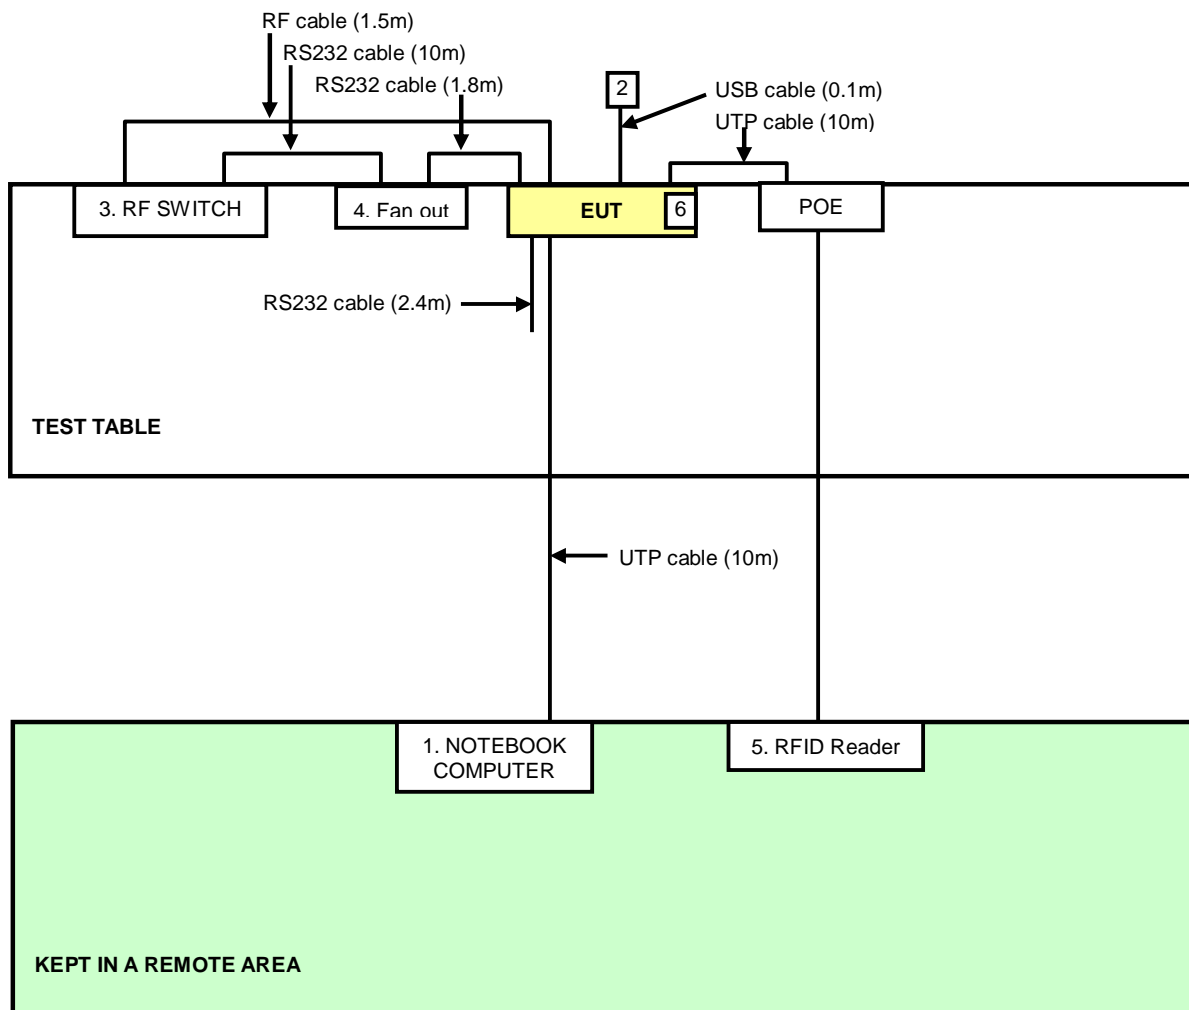 RF cable (1.5m)
RS232 cable (10m)
RS232 cable (1.8m)
2
USB cable (0.1m)
UTP cable (10m)
3. RF SWITCH
4. Fan out
EUT
6
POE
RS232 cable (2.4m)
TEST TABLE
UTP cable (10m)
1. NOTEBOOK
COMPUTER
5. RFID Reader
KEPT IN A REMOTE AREA